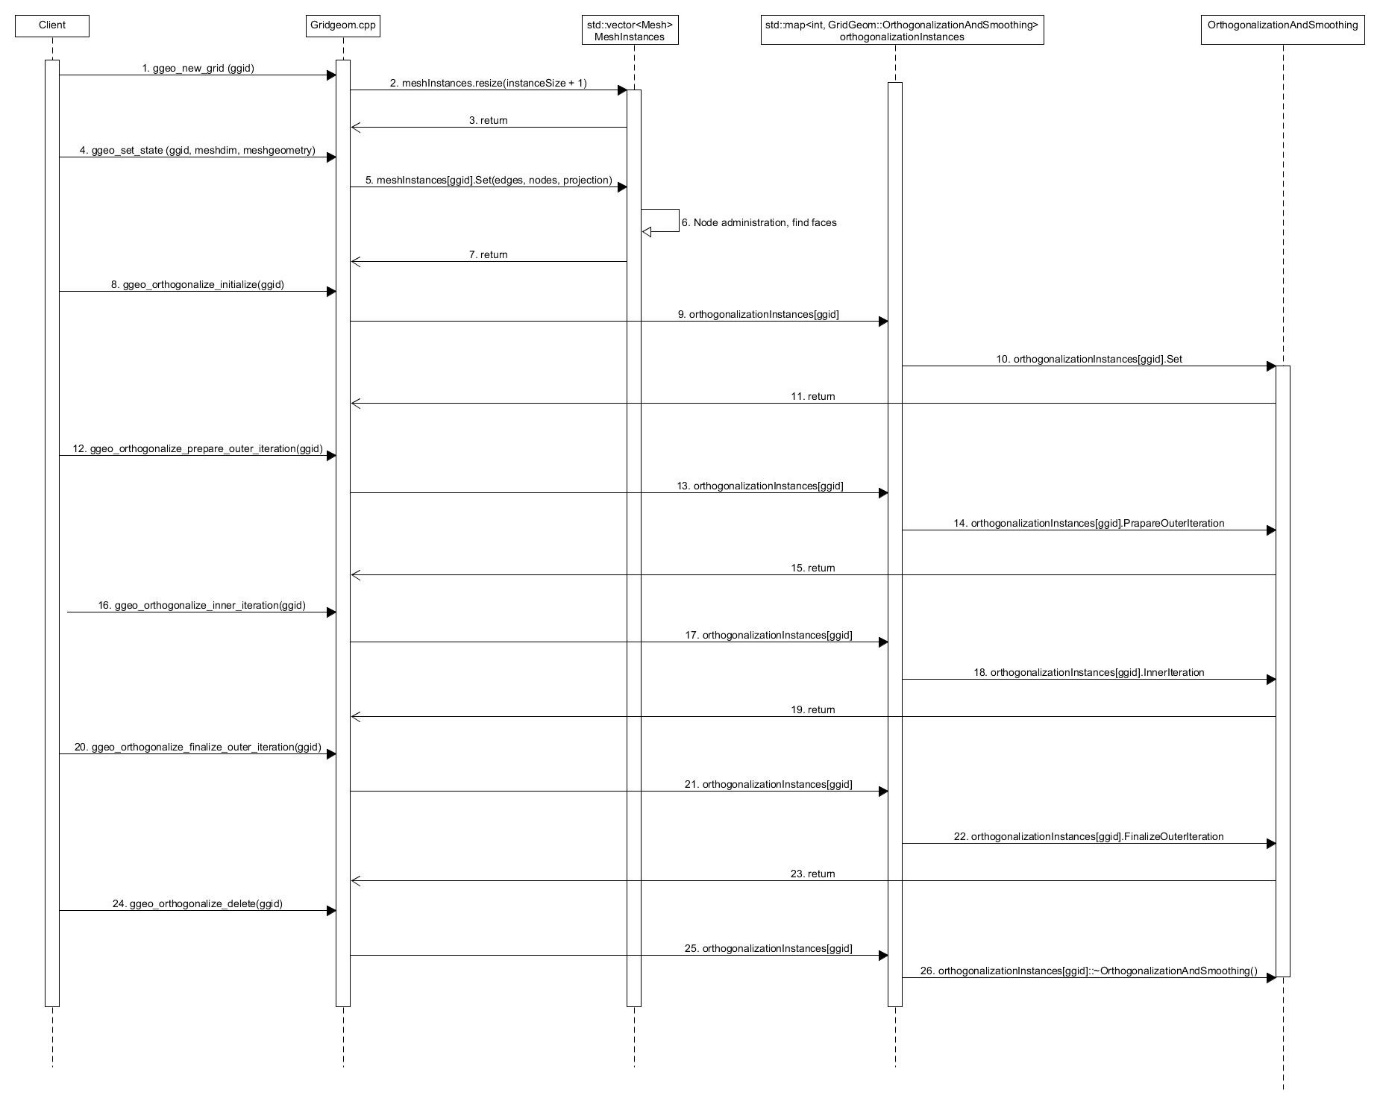 Client
Gridgeom.cpp
std::vector<Mesh>
MeshInstances
std::map<int, GridGeom::OrthogonalizationAndSmoothing>
orthogonalizationInstances
OrthogonalizationAndSmoothing
1. ggeo_new_grid (ggid)
2. meshInstances.resize(instanceSize + 1)
3. return
4. ggeo_set_state (ggid, meshdim, meshgeometry)
5. meshInstances[ggid].Set(edges, nodes, projection)
6. Node administration, find faces
7. return
8. ggeo_orthogonalize_initialize(ggid)
9. orthogonalizationInstances[ggid]
10. orthogonalizationInstances[ggid].Set
11. return
12. ggeo_orthogonalize_prepare_outer_iteration(ggid)
13. orthogonalizationInstances[ggid]
14. orthogonalizationInstances[ggid].PrapareOuterIteration
15. return
16. ggeo_orthogonalize_inner_iteration(ggid)
17. orthogonalizationInstances[ggid]
18. orthogonalizationInstances[ggid].InnerIteration
19. return
20. ggeo_orthogonalize_finalize_outer_iteration(ggid)
21. orthogonalizationInstances[ggid]
22. orthogonalizationInstances[ggid].FinalizeOuterIteration
23. return
24. ggeo_orthogonalize_delete(ggid)
25. orthogonalizationInstances[ggid]
26. orthogonalizationInstances[ggid]::~OrthogonalizationAndSmoothing()